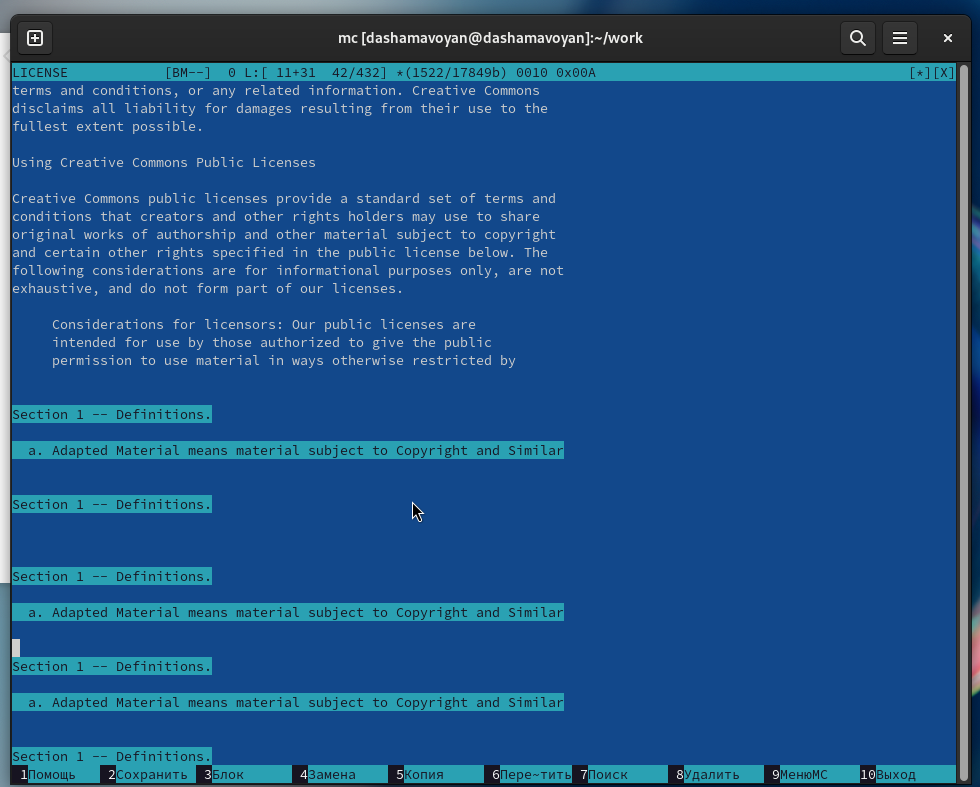 mc [dashamavoyan@dashamavoyan]:~/work
LICENSE [BM--] 0 L:[ 11+31 42/432] *(1522/17849b) 0010 0x00A [*][X]
terms and conditions, or any related information. Creative Commons
disclaims all liability for damages resulting from their use to the
fullest extent possible.
Using Creative Commons Public Licenses
Creative Commons public licenses provide a standard set of terms and
conditions that creators and other rights holders may use to share
original works of authorship and other material subject to copyright
and certain other rights specified in the public license below. The
following considerations are for informational purposes only, are not
exhaustive, and do not form part of our licenses.
Considerations for licensors: Our public licenses are
intended for use by those authorized to give the public
permission to use material in ways otherwise restricted by
Section 1 -- Definitions.
a. Adapted Material means material subject to Copyright and Similar
Section 1 -- Definitions.
Section 1 -- Definitions.
a. Adapted Material means material subject to Copyright and Similar
Section 1 -- Definitions.
a. Adapted Material means material subject to Copyright and Similar
Section 1 -- Definitions.
1Помощь 2Сохранить 3Блок 4Замена 5Копия 6Пере~тить 7Поиск 8Удалить 9МенюМС 10Выход